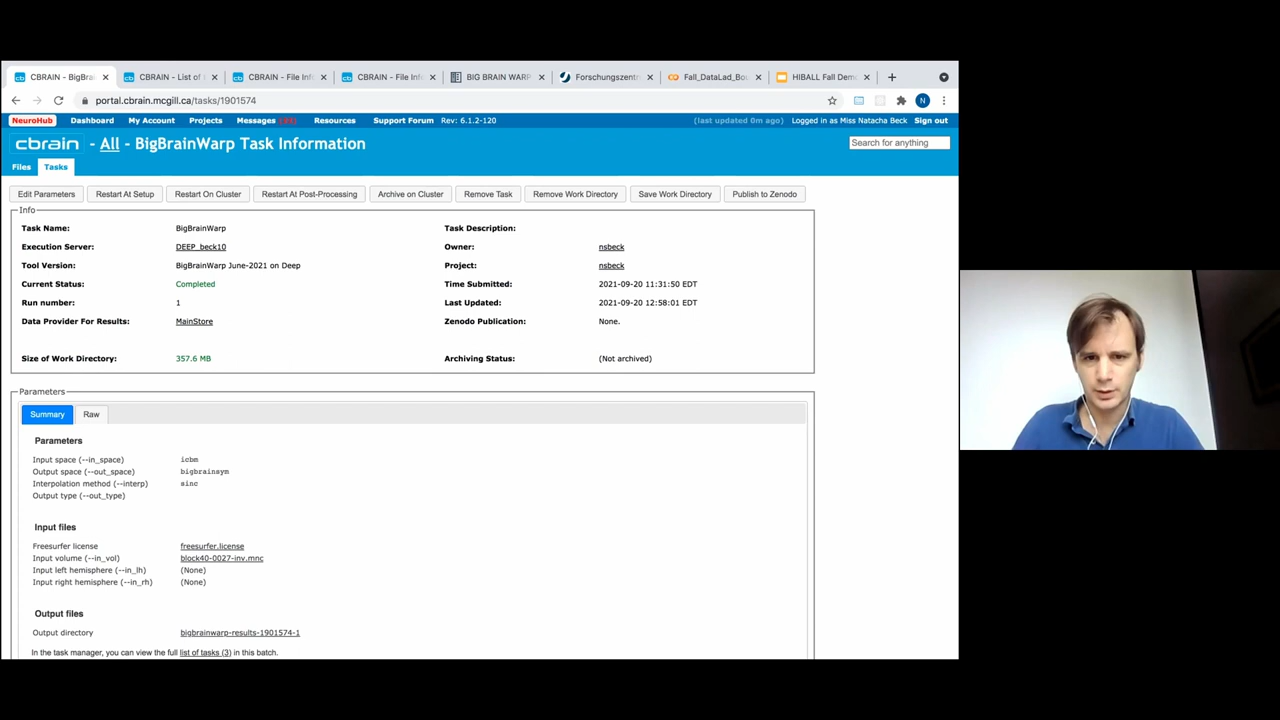 CBRAIN - BigBrai
CBRAIN - List of
CBRAIN - File Info
CBRAIN - File Info
BIG BRAIN WARP
Forschungszentr
Fall_DataLad_Bou
HIBALL Fall Demo
portal.cbrain.mcgill.ca/tasks/1901574
N
NeuroHub Dashboard My Account Projects Messages Resources Support Forum Rev: 6.1.2-120 (last updated 0m ago) Logged in as Miss Natacha Beck Sign out
cbrain - All - BigBrainWarp Task Information
Search for anything
Files Tasks
Edit Parameters Restart At Setup Restart On Cluster Restart At Post-Processing Archive on Cluster Remove Task Remove Work Directory Save Work Directory Publish to Zenodo
Info
Task Name: BigBrainWarp Task Description:
Execution Server: DEEP_beck10 Owner: nsbeck
Tool Version: BigBrainWarp June-2021 on Deep Project: nsbeck
Current Status: Completed Time Submitted: 2021-09-20 11:31:50 EDT
Run number: 1 Last Updated: 2021-09-20 12:58:01 EDT
Data Provider For Results: MainStore Zenodo Publication: None.
Size of Work Directory: 357.6 MB Archiving Status: (Not archived)
Parameters
Summary Raw
Parameters
Input space (--in_space) icbm
Output space (--out_space) bigbrainsym
Interpolation method (--interp) sinc
Output type (--out_type)
Input files
Freesurfer license freesurfer.license
Input volume (--in_vol) block40-0027-inv.mnc
Input left hemisphere (--in_lh) (None)
Input right hemisphere (--in_rh) (None)
Output files
Output directory bigbrainwarp-results-1901574-1
In the task manager, you can view the full list of tasks (3) in this batch.